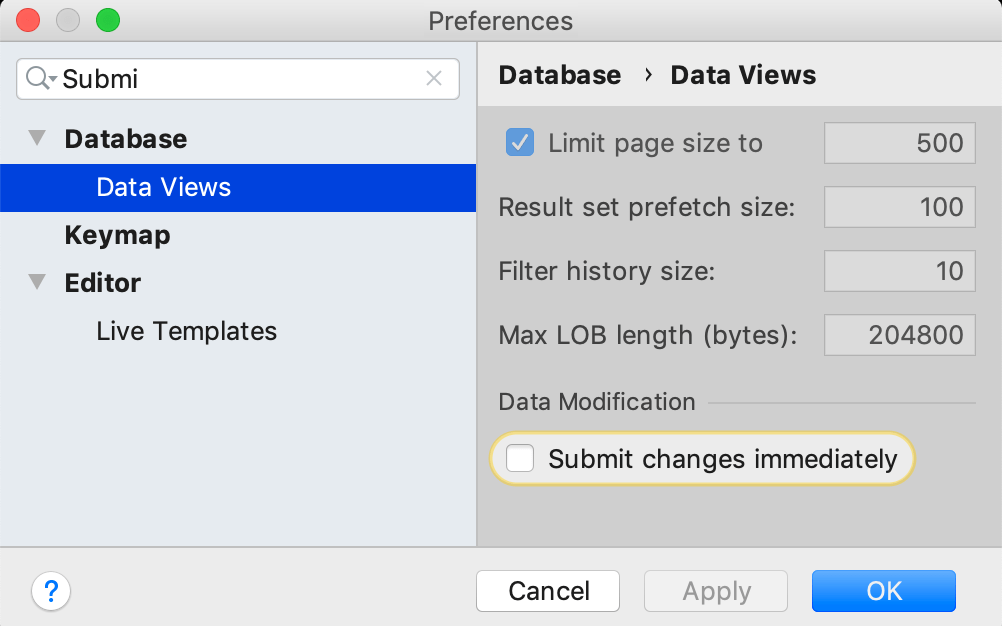 Preferences
Submi
Database
Data Views
Keymap
Editor
Live Templates
Database › Data Views
Limit page size to 500
Result set prefetch size: 100
Filter history size: 10
Max LOB length (bytes): 204800
Data Modification
Submit changes immediately
? Cancel Apply OK